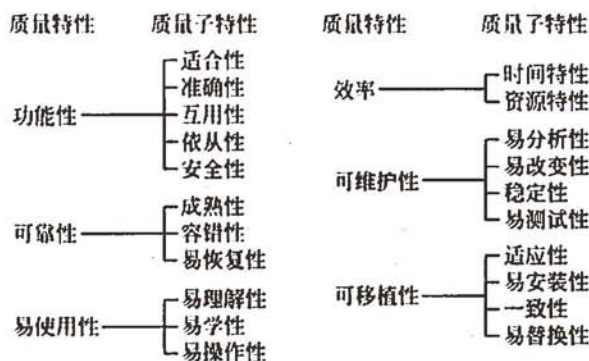 质量特性 质量子特性
功能性
适合性
准确性
互用性
依从性
安全性
可靠性
成熟性
容错性
易恢复性
易使用性
易理解性
易学性
易操作性
质量特性 质量子特性
效率
时间特性
资源特性
可维护性
易分析性
易改变性
稳定性
易测试性
可移植性
适应性
易安装性
一致性
易替换性